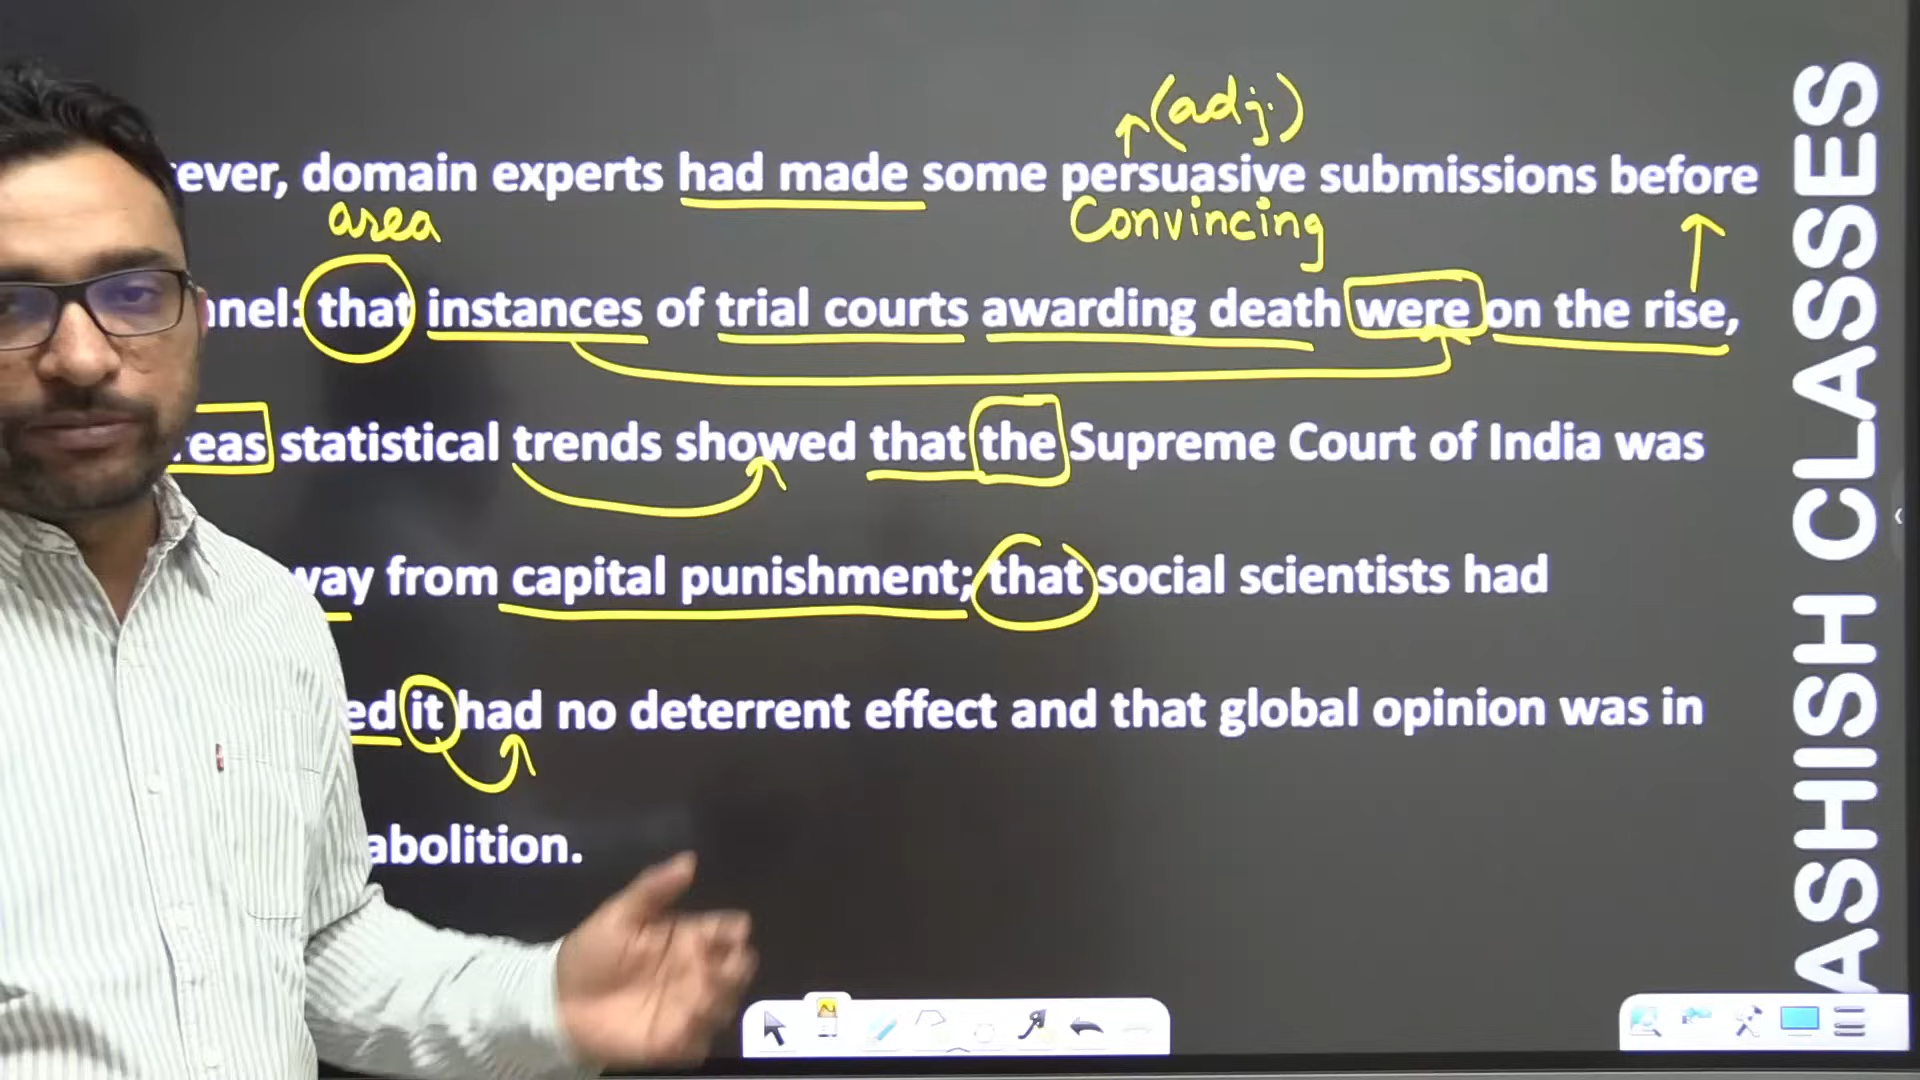 (adj.)
ever, domain experts had made some persuasive submissions before
area
Convincing
nel: that instances of trial courts awarding death were on the rise,
eas statistical trends showed that the Supreme Court of India was
way from capital punishment; that social scientists had
ed it had no deterrent effect and that global opinion was in
abolition.
ASHISH CLASSES